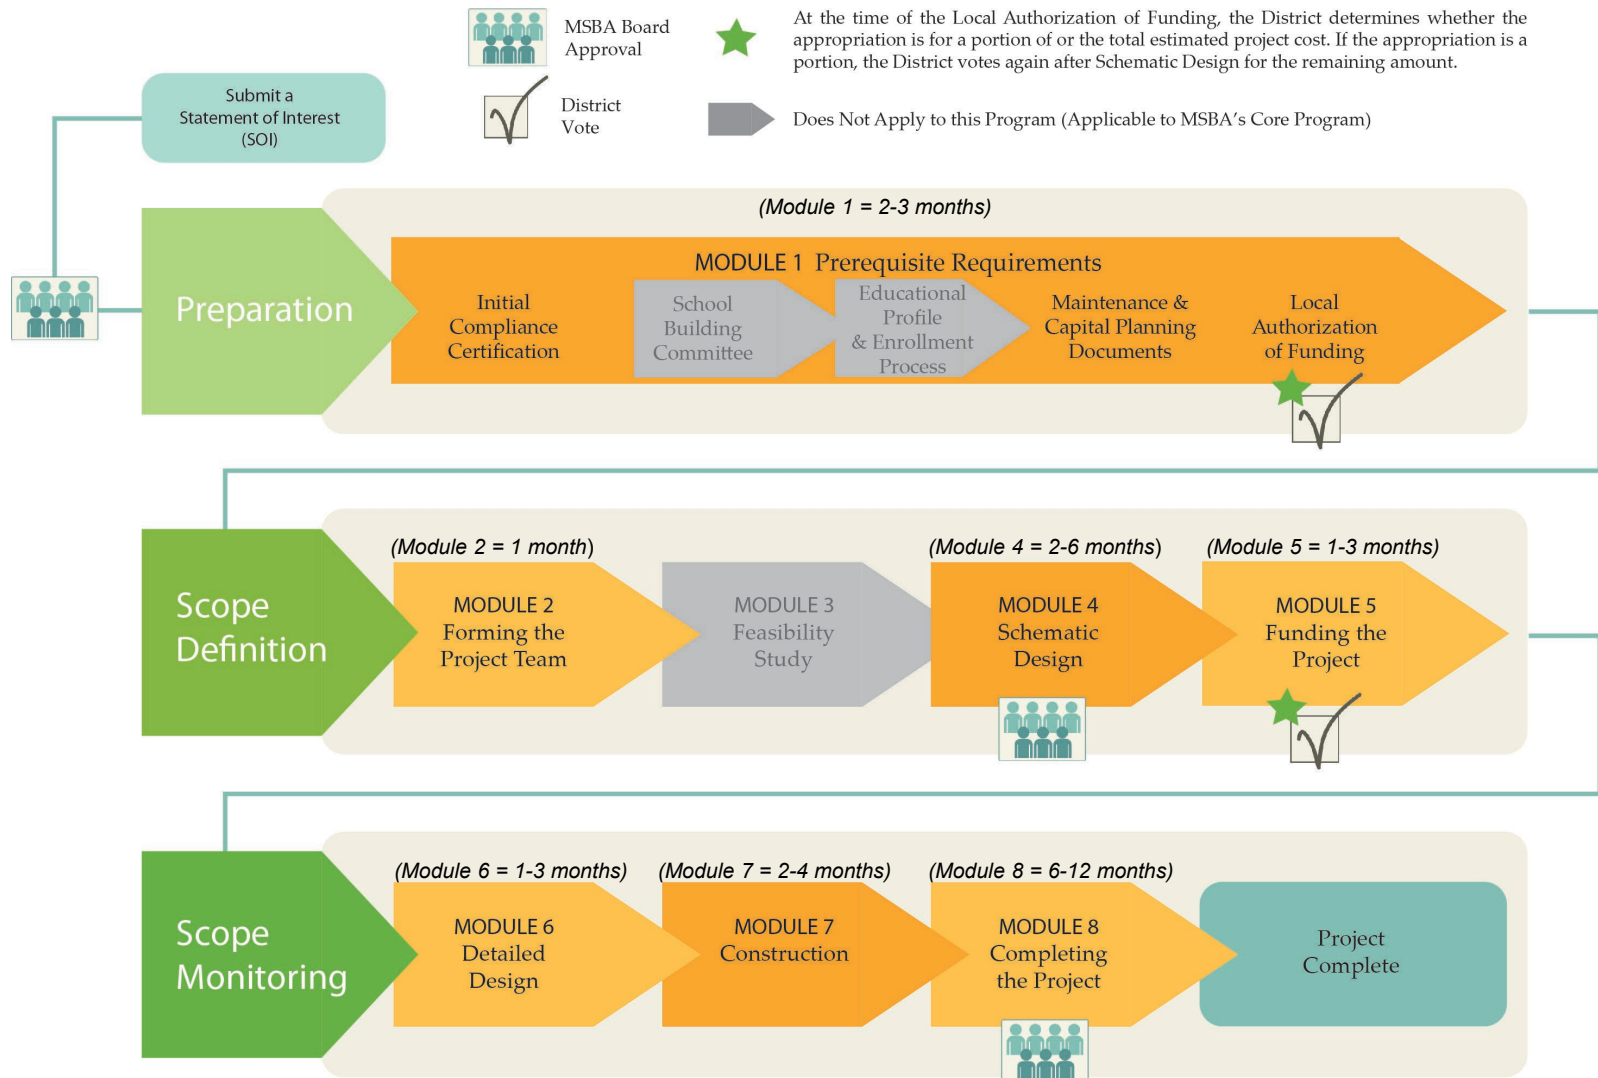 MSBA Board
Approval
At the time of the Local Authorization of Funding, the District determines whether the
appropriation is for a portion of or the total estimated project cost. If the appropriation is a
portion, the District votes again after Schematic Design for the remaining amount.
District
Vote
Does Not Apply to this Program (Applicable to MSBA's Core Program)
Submit a
Statement of Interest
(SOI)
(Module 1 = 2-3 months)
Preparation
MODULE 1 Prerequisite Requirements
Initial
Compliance
Certification
School
Building
Committee
Educational
Profile
& Enrollment
Process
Maintenance &
Capital Planning
Documents
Local
Authorization
of Funding
Scope
Definition
(Module 2 = 1 month)
MODULE 2
Forming the
Project Team
MODULE 3
Feasibility
Study
(Module 4 = 2-6 months)
MODULE 4
Schematic
Design
(Module 5 = 1-3 months)
MODULE 5
Funding the
Project
Scope
Monitoring
(Module 6 = 1-3 months)
MODULE 6
Detailed
Design
(Module 7 = 2-4 months)
MODULE 7
Construction
(Module 8 = 6-12 months)
MODULE 8
Completing
the Project
Project
Complete